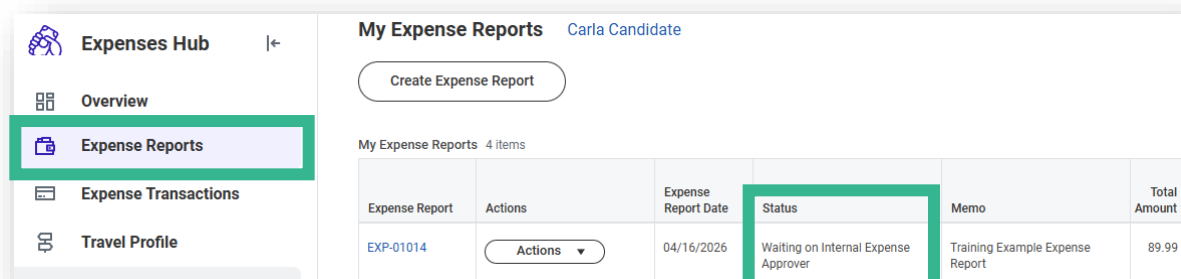 Expenses Hub
Overview
Expense Reports
Expense Transactions
Travel Profile
My Expense Reports Carla Candidate
Create Expense Report
My Expense Reports 4 items
Expense Report
Actions
Expense
Report Date
Status
Memo
Total
Amount
EXP-01014
Actions
04/16/2026
Waiting on Internal Expense
Approver
Training Example Expense
Report
89.99